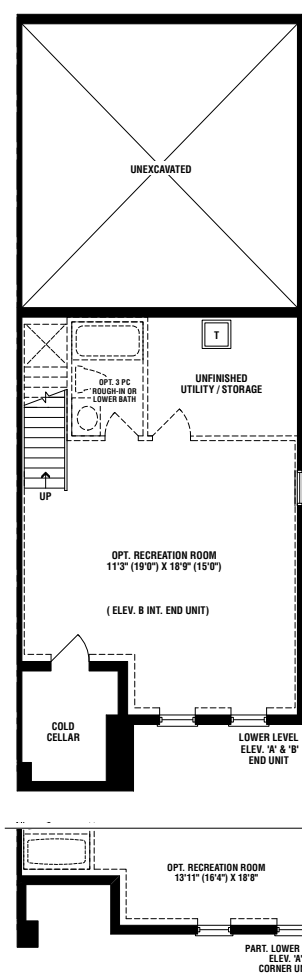 UNEXCAVATED
T
OPT. 3 PC
ROUGH-IN OR
LOWER BATH
UNFINISHED
UTILITY / STORAGE
UP
OPT. RECREATION ROOM
11'3" (19'0") X 18'9" (15'0")
( ELEV. B INT. END UNIT)
COLD
CELLAR
LOWER LEVEL
ELEV. 'A' & 'B'
END UNIT
OPT. RECREATION ROOM
13'11" (16'4") X 18'8"
PART. LOWER
ELEV. 'A'
CORNER